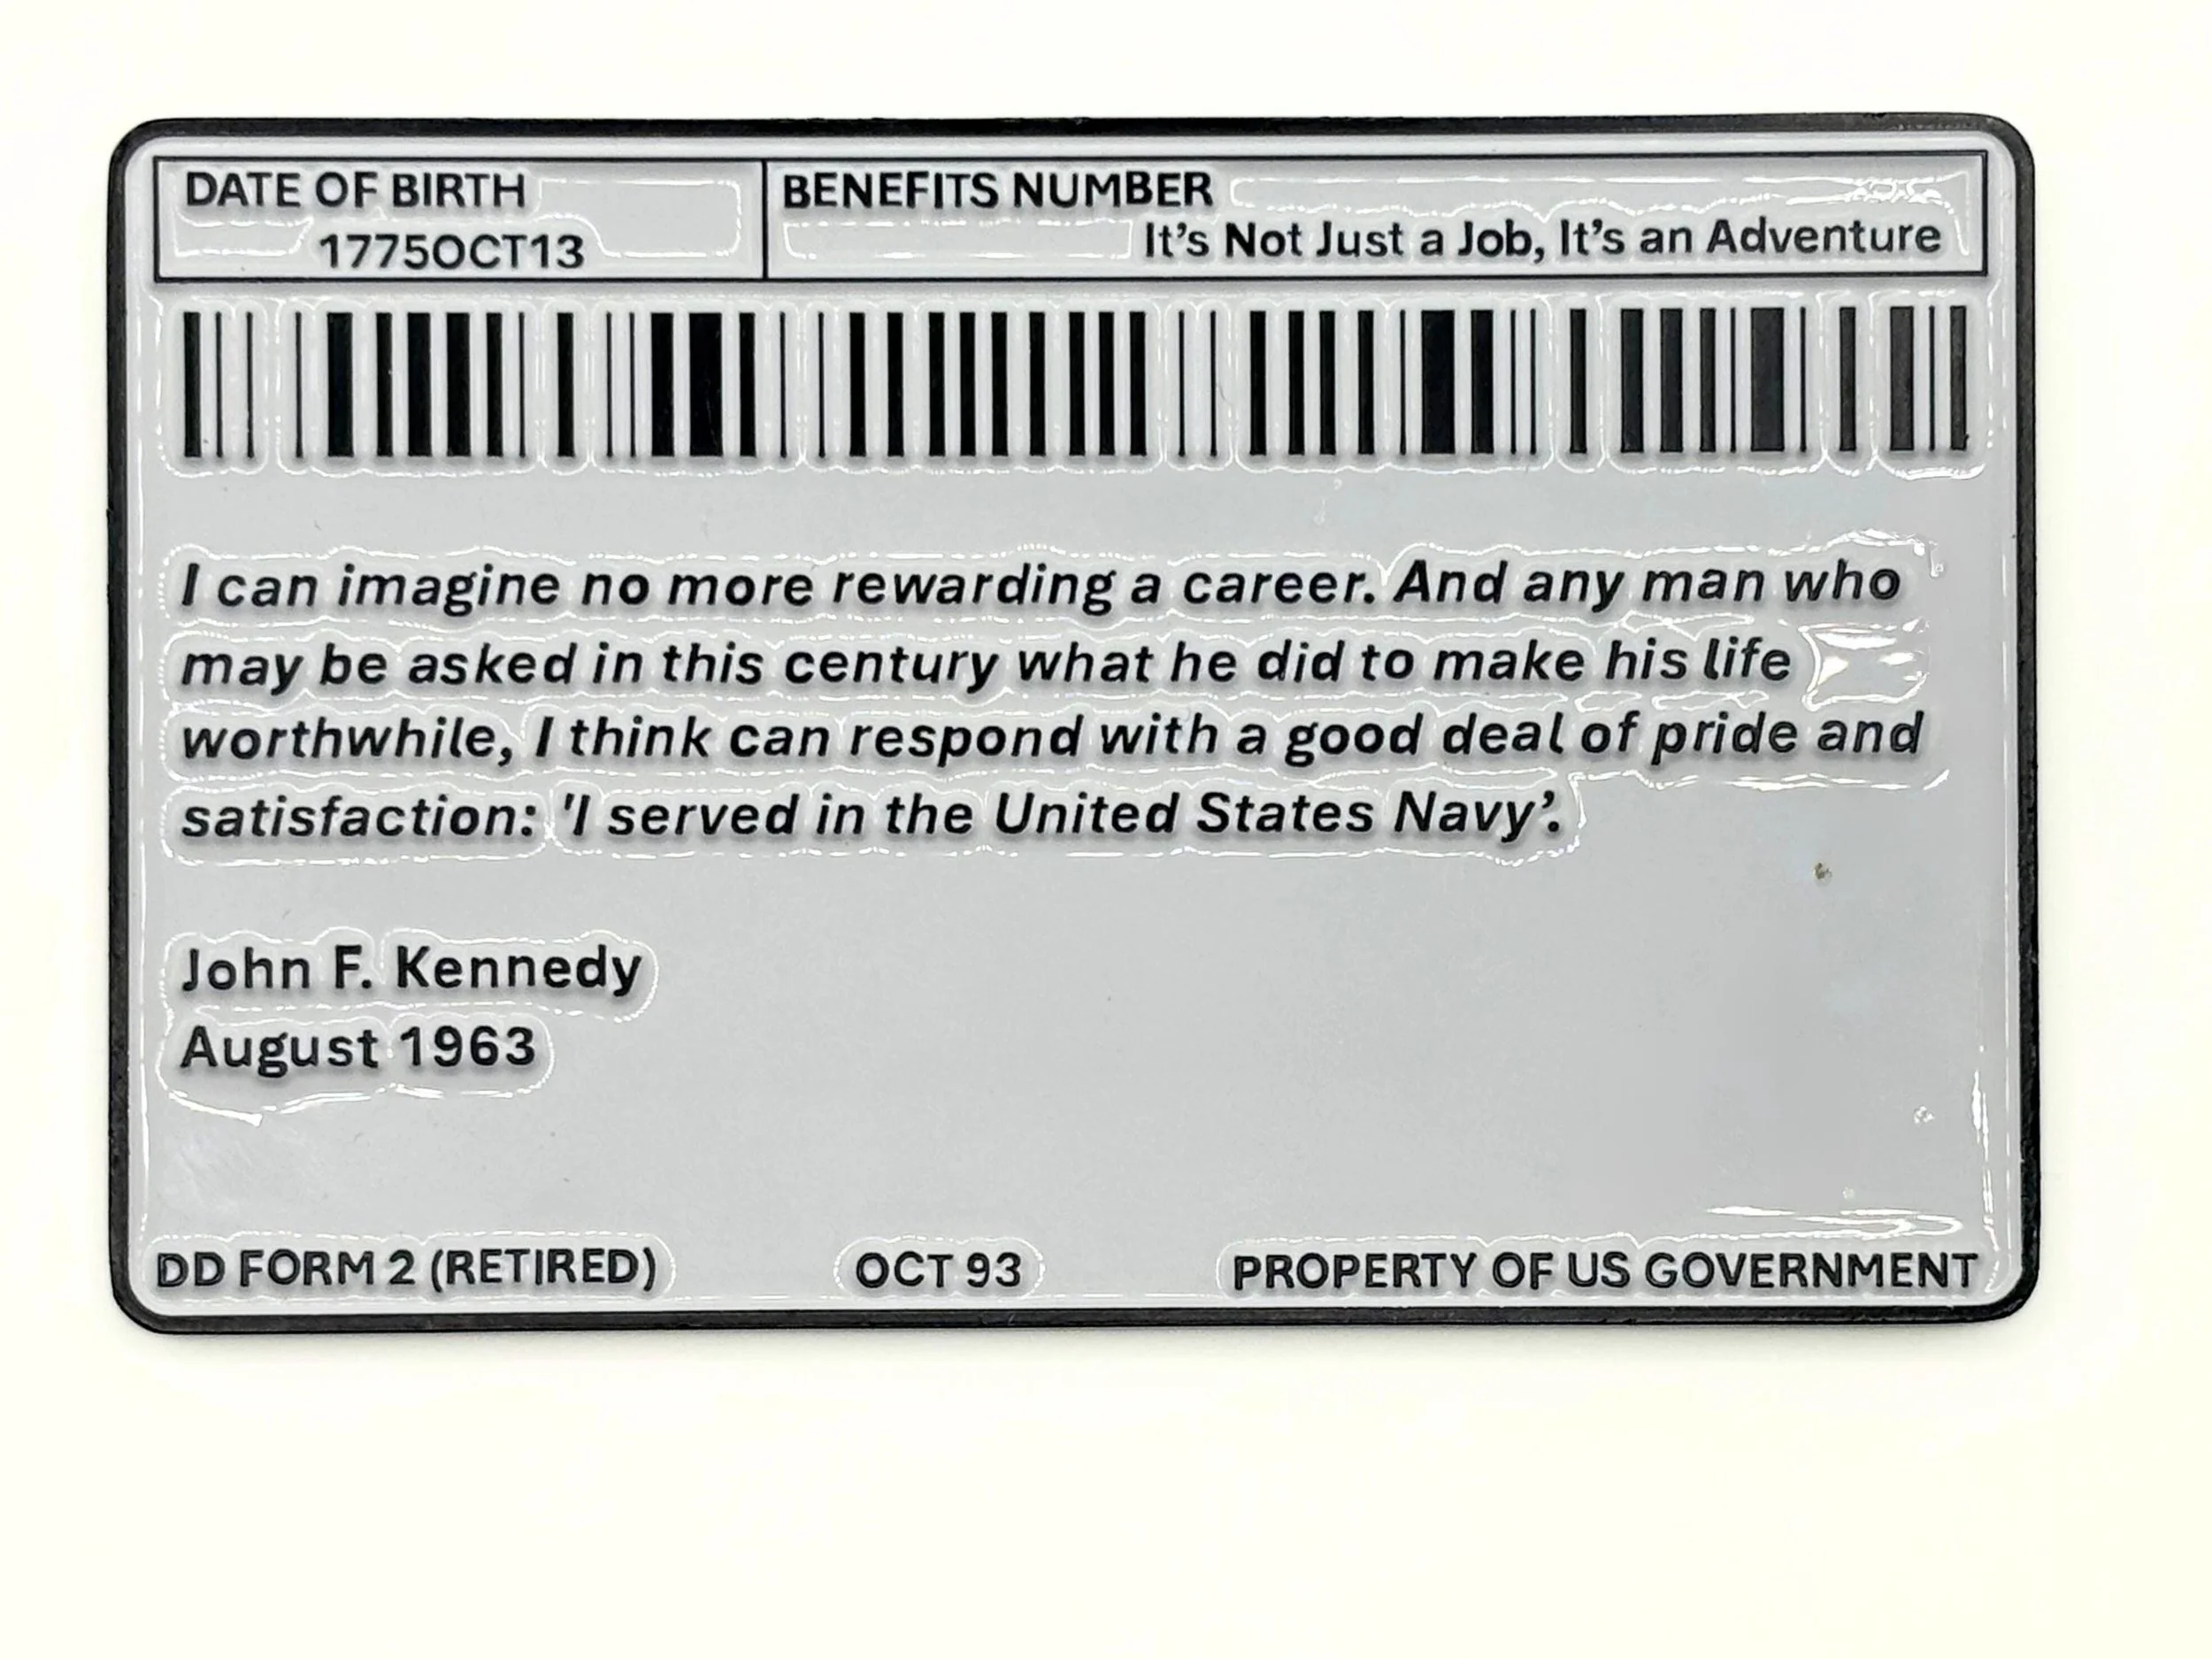 DATE OF BIRTH
1775OCT13
BENEFITS NUMBER
It’s Not Just a Job, It’s an Adventure
I can imagine no more rewarding a career. And any man who
may be asked in this century what he did to make his life
worthwhile, I think can respond with a good deal of pride and
satisfaction: 'I served in the United States Navy’.
John F. Kennedy
August 1963
DD FORM 2 (RETIRED)
OCT 93
PROPERTY OF US GOVERNMENT